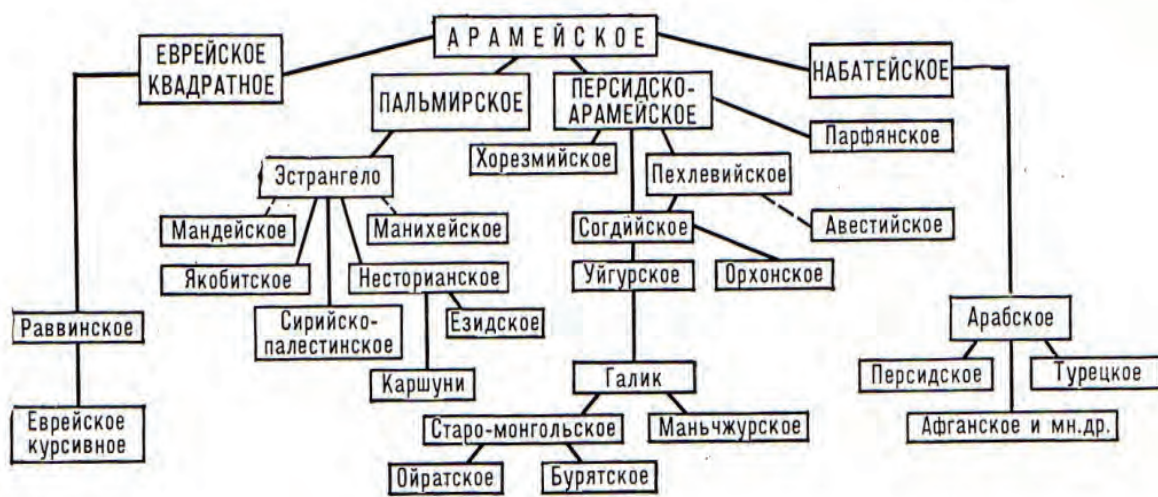 АРАМЕЙСКОЕ
ЕВРЕЙСКОЕ
КВАДРАТНОЕ
НАБАТЕЙСКОЕ
ПАЛЬМИРСКОЕ
ПЕРСИДСКО-
АРАМЕЙСКОЕ
Парфянское
Хорезмийское
Эстрангело
Пехлевийское
Мандейское
Манихейское
Согдийское
Авестийское
Якобитское
Несторианское
Уйгурское
Орхонское
Раввинское
Сирийско-
палестинское
Езидское
Арабское
Каршуни
Галик
Персидское
Турецкое
Еврейское
курсивное
Старо-монгольское
Маньчжурское
Афганское и мн.др.
Ойратское
Бурятское